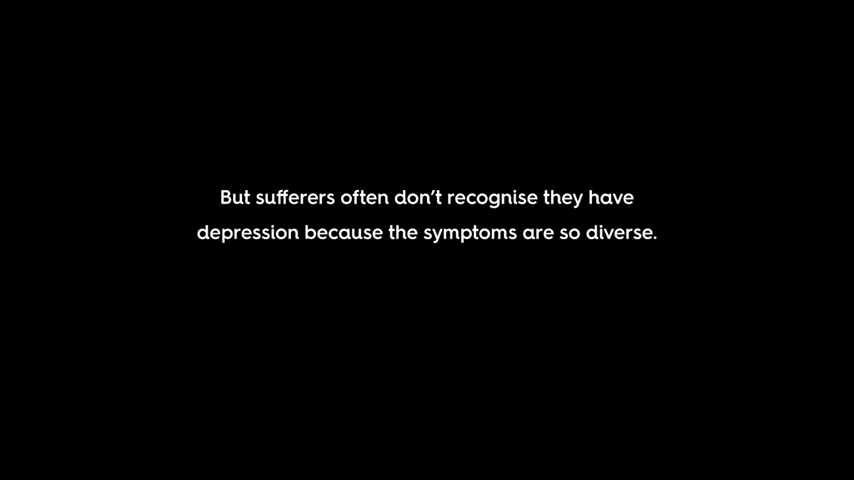 But sufferers often don't recognise they have
depression because the symptoms are so diverse.